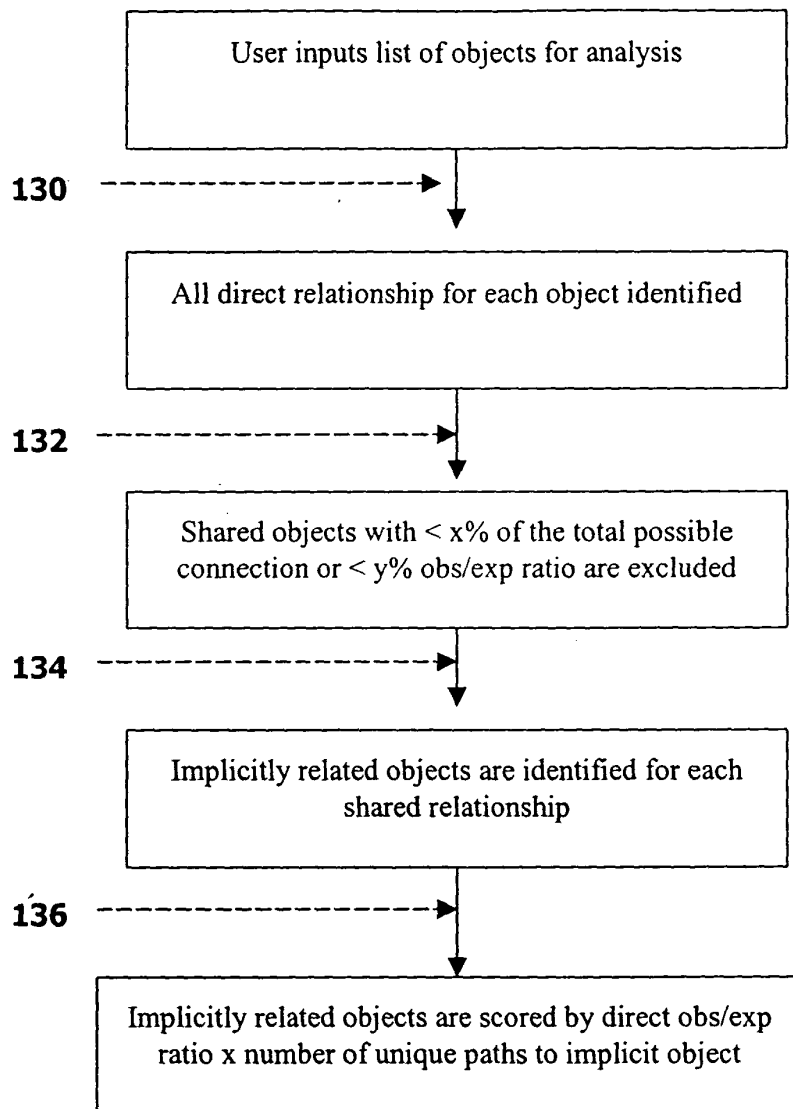 User inputs list of objects for analysis
130
All direct relationship for each object identified
132
Shared objects with < x% of the total possible
connection or < y% obs/exp ratio are excluded
134
Implicitly related objects are identified for each
shared relationship
136
Implicitly related objects are scored by direct obs/exp
ratio x number of unique paths to implicit object